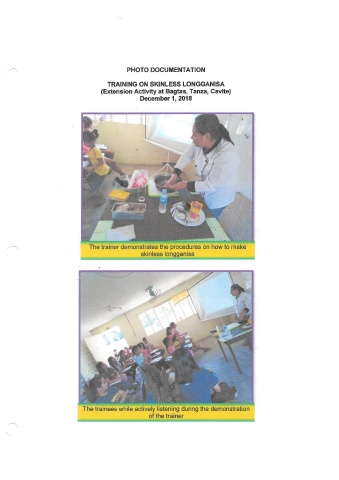 PHOTO DOCUMENTATION
TRAINING ON SKINLESS LONGGANISA
(Extension Activity at Bagtas, Tanza, Cavite)
December 1, 2018
The trainer demonstrates the procedures on how to make
skinless longganisa
The trainees while actively listening during the demonstration
of the trainer